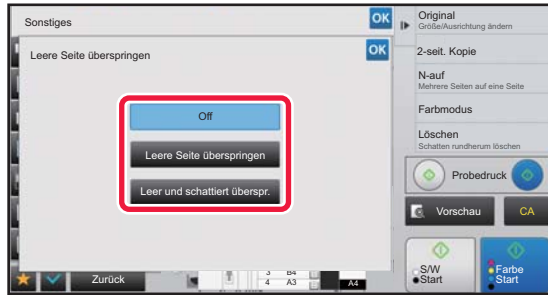 Sonstiges
OK
Leere Seite überspringen
OK
Off
Leere Seite überspringen
Leer und schattiert überspr.
Zurück
3 B4
4 A3
A4
Original
Größe/Ausrichtung ändern
2-seit. Kopie
N-auf
Mehrere Seiten auf eine Seite
Farbmodus
Löschen
Schatten rundherum löschen
Probedruck
Vorschau
CA
S/W
Start
Farbe
Start